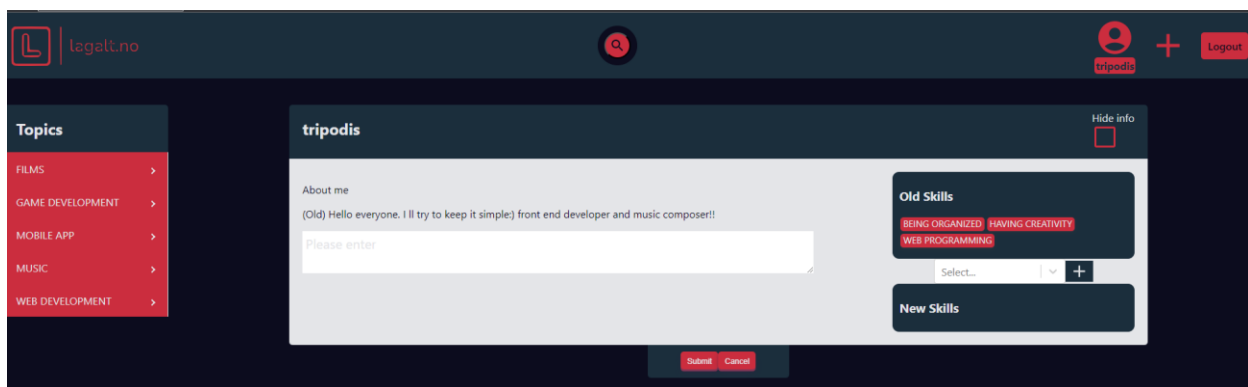 lagalt.no
tripodis
Logout
Topics
FILMS
GAME DEVELOPMENT
MOBILE APP
MUSIC
WEB DEVELOPMENT
tripodis
Hide info
About me
(Old) Hello everyone. I ll try to keep it simple:) front end developer and music composer!!
Please enter
Old Skills
BEING ORGANIZED HAVING CREATIVITY
WEB PROGRAMMING
Select...
New Skills
Submit Cancel